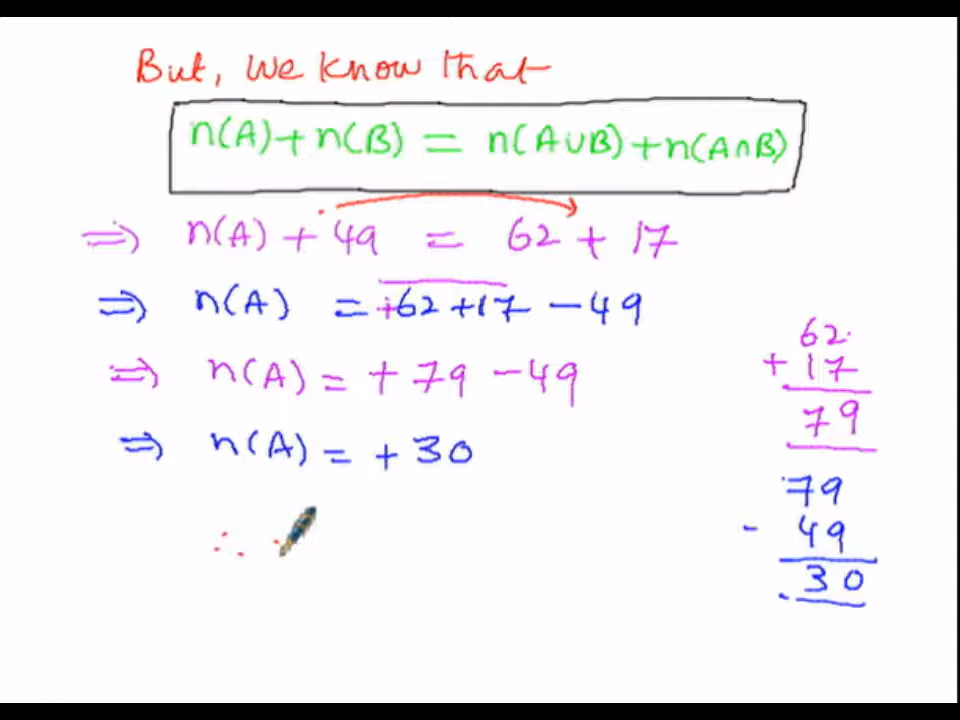 But, we know that
n(A)+n(B) = n(A∪B)+n(A∩B)
⇒ n(A) + 49 = 62 + 17
⇒ n(A) = +62 +17 - 49
⇒ n(A) = + 79 - 49
⇒ n(A) = + 30
∴
62
+ 17
79
79
- 49
30